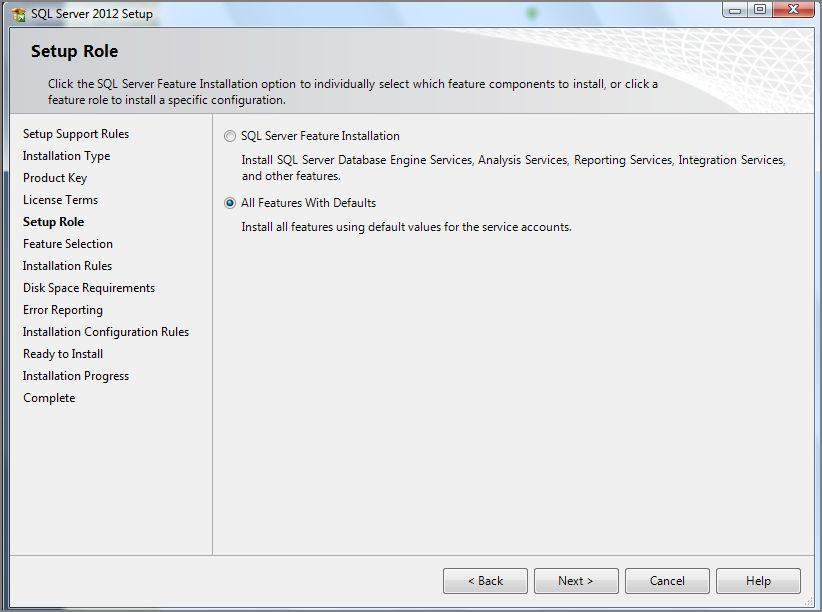 SQL Server 2012 Setup
Setup Role
Click the SQL Server Feature Installation option to individually select which feature components to install, or click a
feature role to install a specific configuration.
Setup Support Rules
Installation Type
Product Key
License Terms
Setup Role
Feature Selection
Installation Rules
Disk Space Requirements
Error Reporting
Installation Configuration Rules
Ready to Install
Installation Progress
Complete
SQL Server Feature Installation
Install SQL Server Database Engine Services, Analysis Services, Reporting Services, Integration Services,
and other features.
All Features With Defaults
Install all features using default values for the service accounts.
< Back
Next >
Cancel
Help